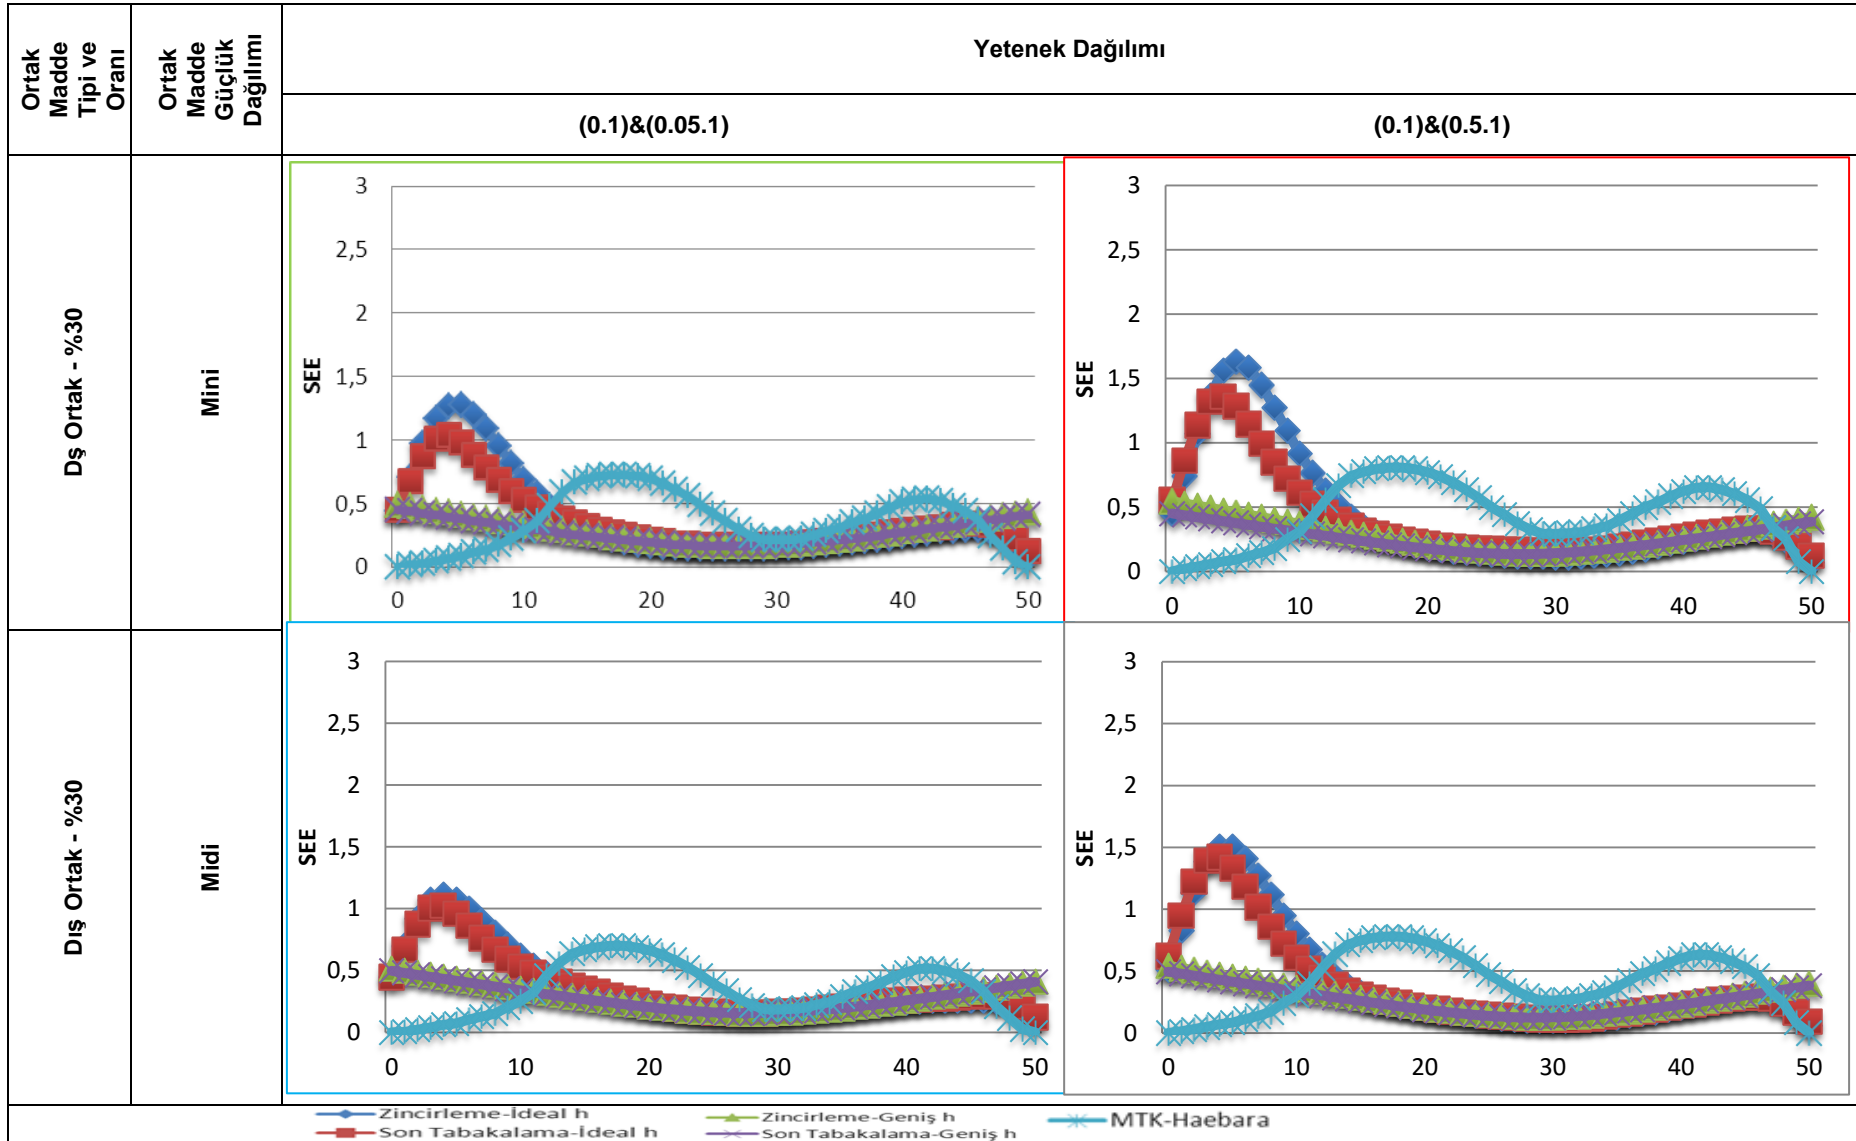 Ortak
Madde
Tipi ve
Oranı
Ortak
Madde
Güçlük
Dağılımı
Yetenek Dağılımı
(0.1)&(0.05.1)
(0.1)&(0.5.1)
Dş Ortak - %30
Mini
SEE
3
2,5
2
1,5
1
0,5
0
0 10 20 30 40 50
SEE
3
2,5
2
1,5
1
0,5
0
0 10 20 30 40 50
Dış Ortak - %30
Midi
SEE
3
2,5
2
1,5
1
0,5
0
0 10 20 30 40 50
SEE
3
2,5
2
1,5
1
0,5
0
0 10 20 30 40 50
Zincirleme-İdeal h
Zincirleme-Geniş h
MTK-Haebara
Son Tabakalama-İdeal h
Son Tabakalama-Geniş h